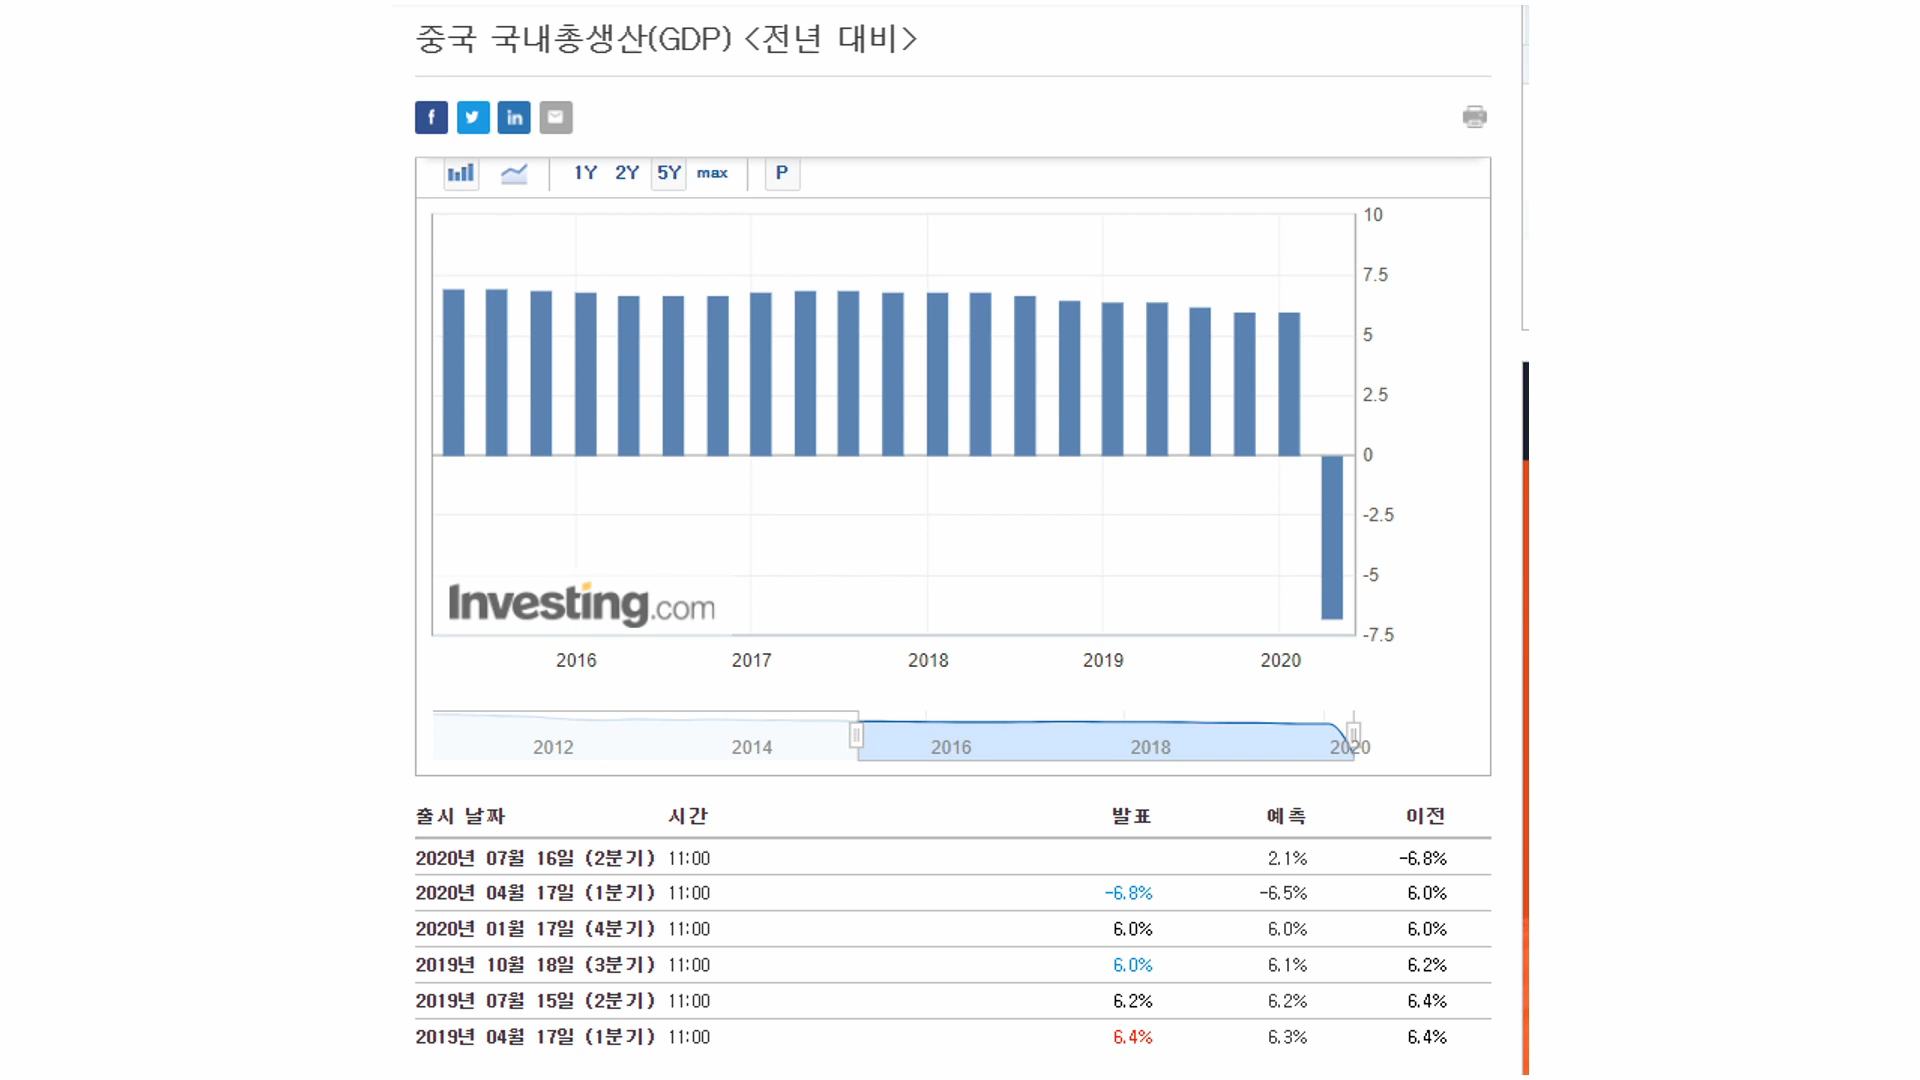 중국 국내총생산(GDP) <전년 대비>
f in
1Y 2Y 5Y max P
10
7.5
5
2.5
0
-2.5
-5
-7.5
Investing.com
2016 2017 2018 2019 2020
2012 2014 2016 2018 2020
출시 날짜 시간 발표 예측 이전
2020년 07월 16일 (2분기) 11:00 2.1% -6.8%
2020년 04월 17일 (1분기) 11:00 -6.8% -6.5% 6.0%
2020년 01월 17일 (4분기) 11:00 6.0% 6.0% 6.0%
2019년 10월 18일 (3분기) 11:00 6.0% 6.1% 6.2%
2019년 07월 15일 (2분기) 11:00 6.2% 6.2% 6.4%
2019년 04월 17일 (1분기) 11:00 6.4% 6.3% 6.4%